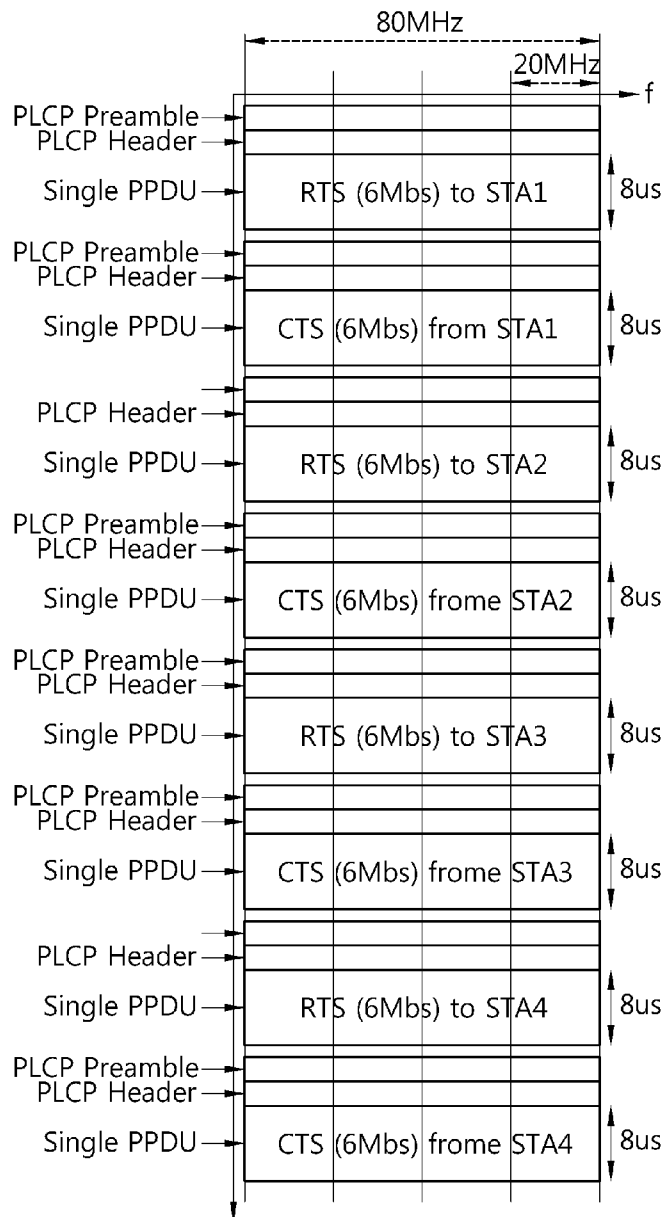 80MHz
20MHz
f
PLCP Preamble
PLCP Header
Single PPDU
RTS (6Mbs) to STA1
8us
PLCP Preamble
PLCP Header
Single PPDU
CTS (6Mbs) from STA1
8us
PLCP Header
Single PPDU
RTS (6Mbs) to STA2
8us
PLCP Preamble
PLCP Header
Single PPDU
CTS (6Mbs) frome STA2
8us
PLCP Preamble
PLCP Header
Single PPDU
RTS (6Mbs) to STA3
8us
PLCP Preamble
PLCP Header
Single PPDU
CTS (6Mbs) frome STA3
8us
PLCP Header
Single PPDU
RTS (6Mbs) to STA4
8us
PLCP Preamble
PLCP Header
Single PPDU
CTS (6Mbs) frome STA4
8us